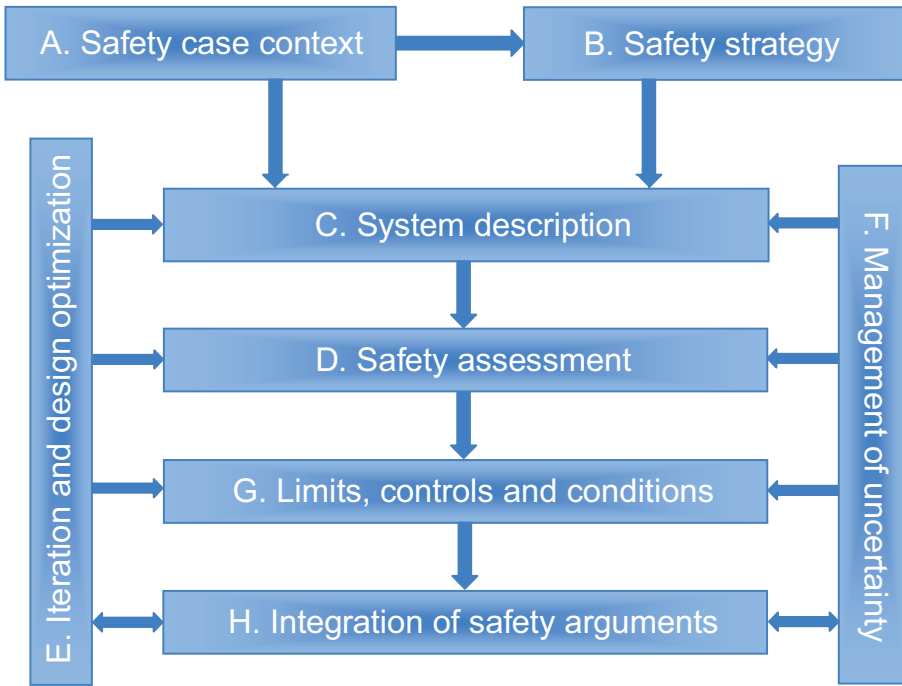 A. Safety case context
B. Safety strategy
C. System description
D. Safety assessment
G. Limits, controls and conditions
H. Integration of safety arguments
E. Iteration and design optimization
F. Management of uncertainty